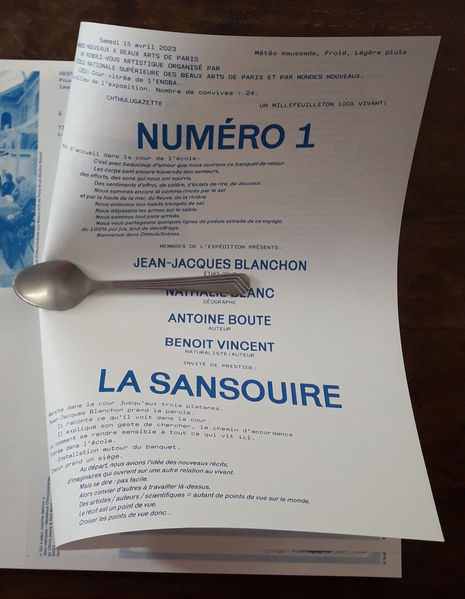 Samedi 15 avril 2023
Météo maussade, Froid, Légère pluie
NOUVEAUX X BEAUX ARTS DE PARIS
UN RENDEZ-VOUS ARTISTIQUE ORGANISÉ PAR
NATIONALE SUPÉRIEURE DES BEAUX ARTS DE PARIS ET PAR MONDES NOUVEAUX.
LIEU: Cour vitrée de l'ENSBA.
milieu de l'exposition. Nombre de convives : 24.
CHTHULUGAZETTE
UN MILLEFEUILLETON 100% VIVANT!
NUMÉRO 1
s'accueil dans la cour de l'école:
C'est avec beaucoup d'amour que nous ouvrons ce banquet de retour.
Les corps sont encore traversés des senteurs,
des efforts, des sons qui nous ont nourris.
Des sentiments d'effroi, de colère, d'éclats de rire, de douceur.
Nous sommes encore là comme rincés par le sel
et par la houle de la mer, du fleuve, de la rivière.
Nous enlevons nos habits trempés de sel.
Nous déposons les armes sur le sable.
Nous sommes tout juste arrivés.
Nous vous partageons quelques lignes de poésie extraite de ce voyage,
du 100% pur jus, brut de décoffrage.
Bienvenue dans ChthuluScènes...
MEMBRES DE L'EXPÉDITION PRÉSENTS:
JEAN-JACQUES BLANCHON
NATHALIE BLANC
GÉOGRAPHE
ANTOINE BOUTE
AUTEUR
BENOIT VINCENT
NATURALISTE/AUTEUR
INVITÉ DE PRESTIGE:
LA SANSOUIRE
Marche dans la cour jusqu'aux trois platanes.
Jean-Jacques Blanchon prend la parole.
Il raconte ce qu'il voit dans la cour.
Il explique son geste de chercher, le chemin d'accordance
comment se rendre sensible à tout ce qui vit ici.
dans l'école.
Installation autour du banquet.
prend un siège.
Au départ, nous avions l'idée des nouveaux récits,
d'imaginaires qui ouvrent sur une autre relation au vivant.
Mais se dire : pas facile.
Alors convier d'autres à travailler là-dessus.
Des artistes / auteurs / scientifiques = autant de points de vue sur le monde.
Le récit est un point de vue.
Croiser les points de vue donc...